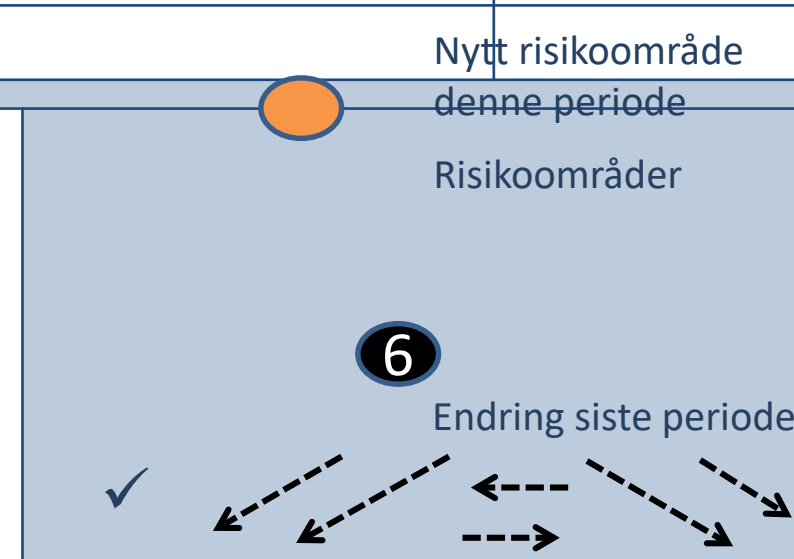 Nytt risikoområde
denne periode
Risikoområder
6
Endring siste periode